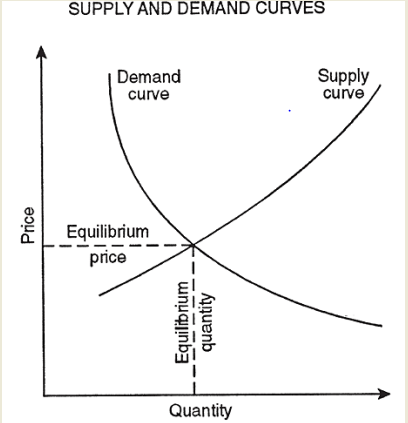 SUPPLY AND DEMAND CURVES
Demand
curve
Supply
curve
Price
Equilibrium
price
Equilibrium
quantity
Quantity